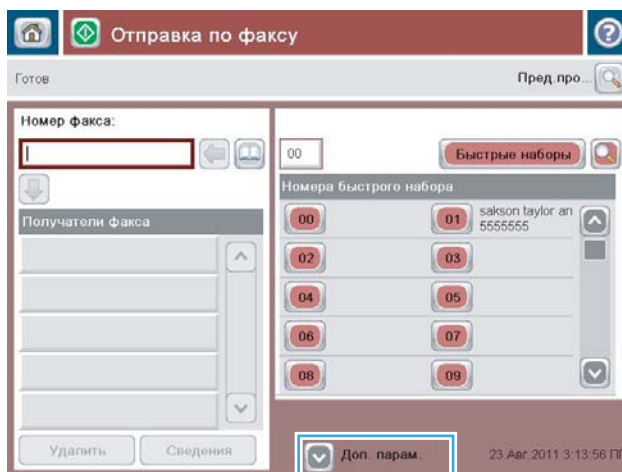 Отправка по факсу
Готов
Пред.про...
Номер факса:
00
Быстрые наборы
Номера быстрого набора
Получатели факса
00
01 sakson taylor an
5555555
02
03
04
05
06
07
08
09
Удалить
Сведения
Доп. парам.
23 Авг 2011 3:13:56 ПП